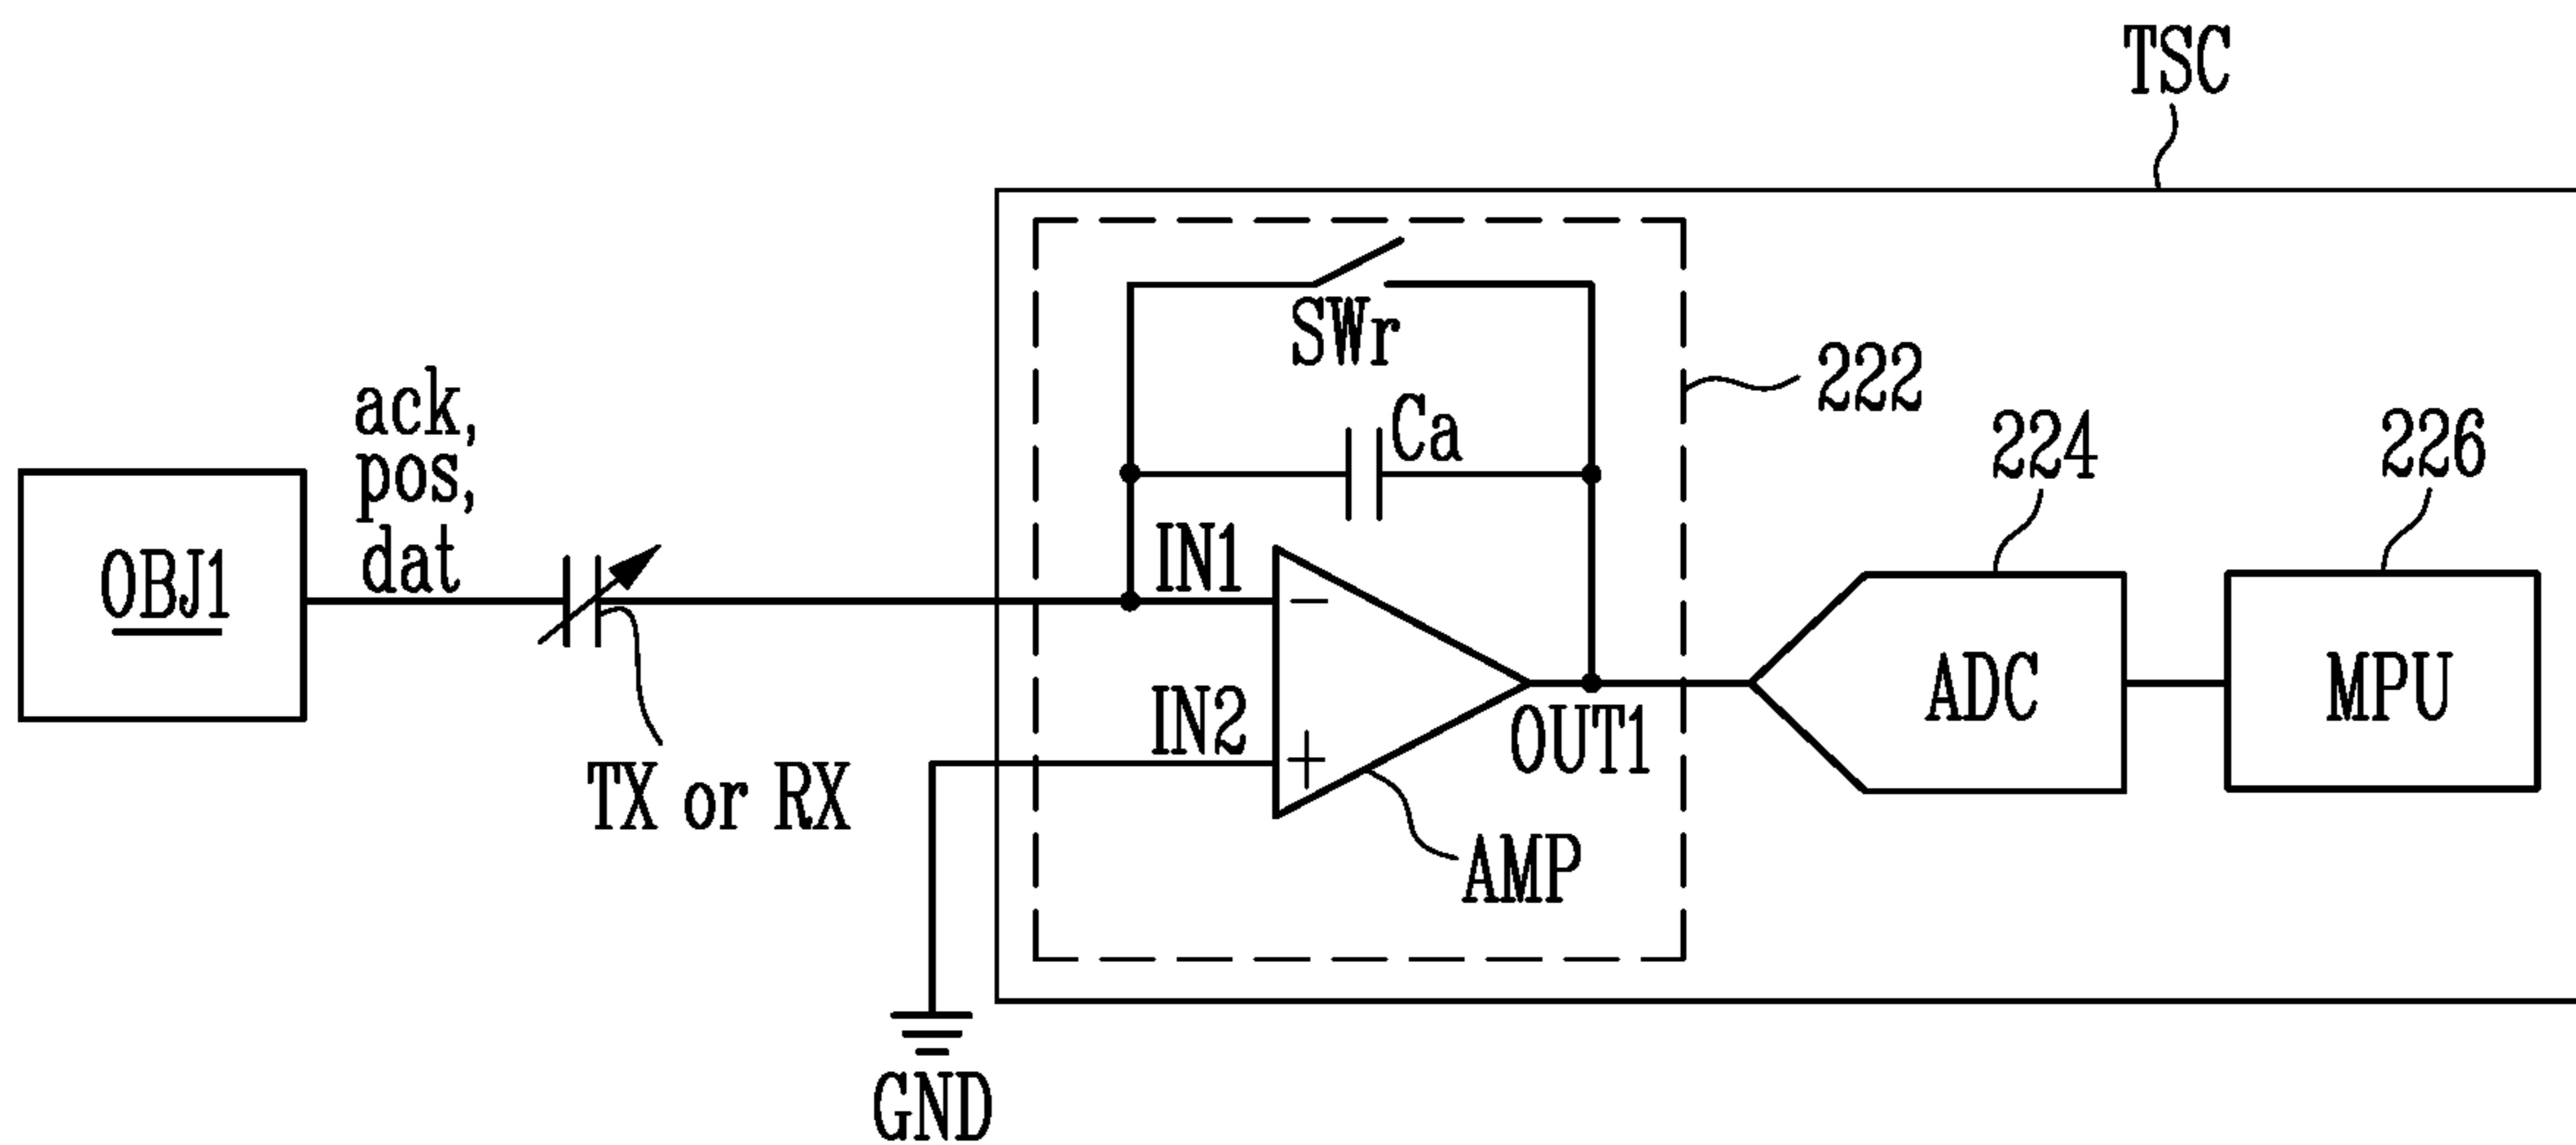 TSC
SWr
222
ack,
pos,
dat
Ca
224
226
OBJ1
IN1
−
ADC
MPU
IN2
+
OUT1
TX or RX
AMP
GND